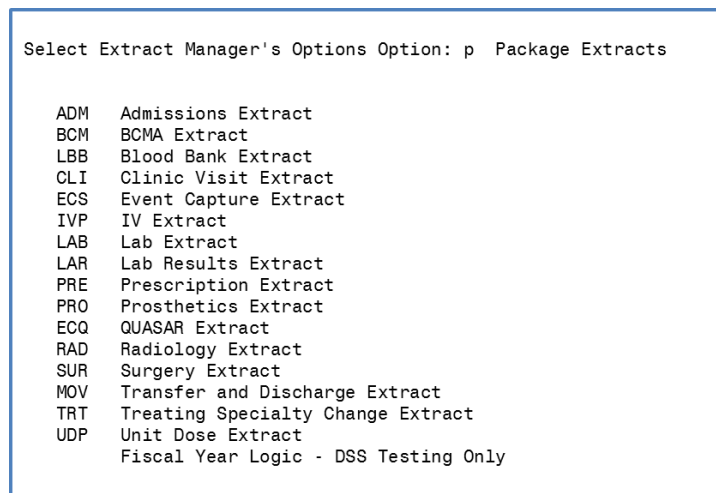 Select Extract Manager's Options Option: p  Package Extracts
ADM   Admissions Extract
BCM   BCMA Extract
LBB   Blood Bank Extract
CLI   Clinic Visit Extract
ECS   Event Capture Extract
IVP   IV Extract
LAB   Lab Extract
LAR   Lab Results Extract
PRE   Prescription Extract
PRO   Prosthetics Extract
ECQ   QUASAR Extract
RAD   Radiology Extract
SUR   Surgery Extract
MOV   Transfer and Discharge Extract
TRT   Treating Specialty Change Extract
UDP   Unit Dose Extract
Fiscal Year Logic - DSS Testing Only